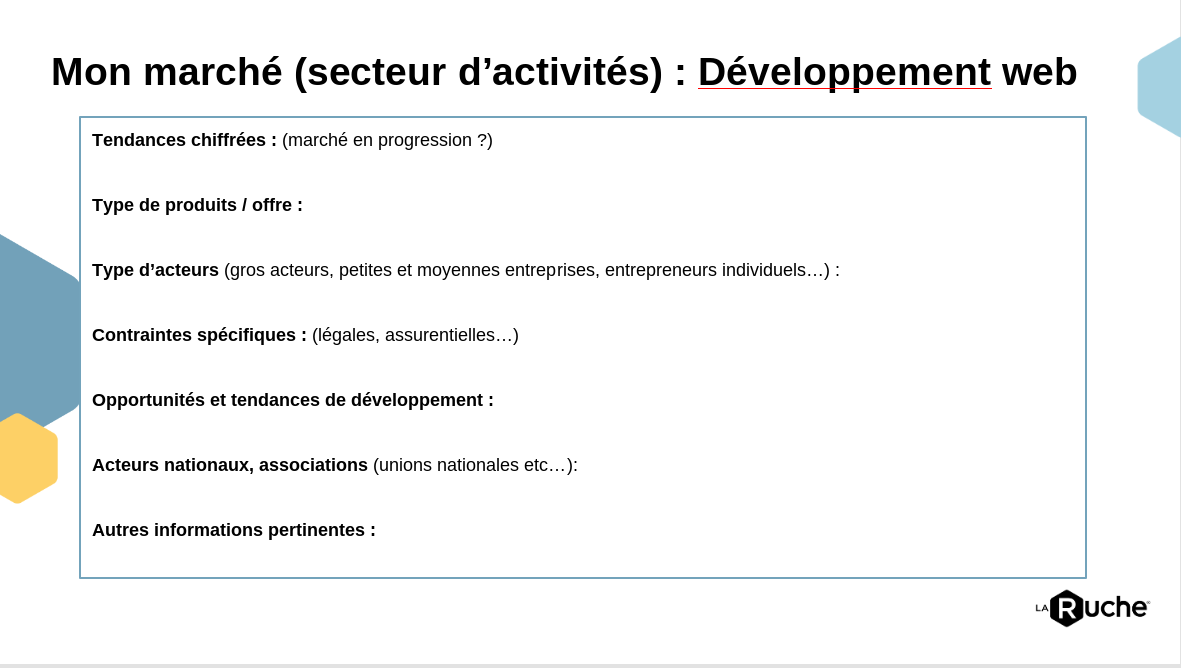 Mon marché (secteur d’activités) : Développement web
Tendances chiffrées : (marché en progression ?)
Type de produits / offre :
Type d’acteurs (gros acteurs, petites et moyennes entreprises, entrepreneurs individuels…) :
Contraintes spécifiques : (légales, assurentielles…)
Opportunités et tendances de développement :
Acteurs nationaux, associations (unions nationales etc…):
Autres informations pertinentes :
LA Ruche